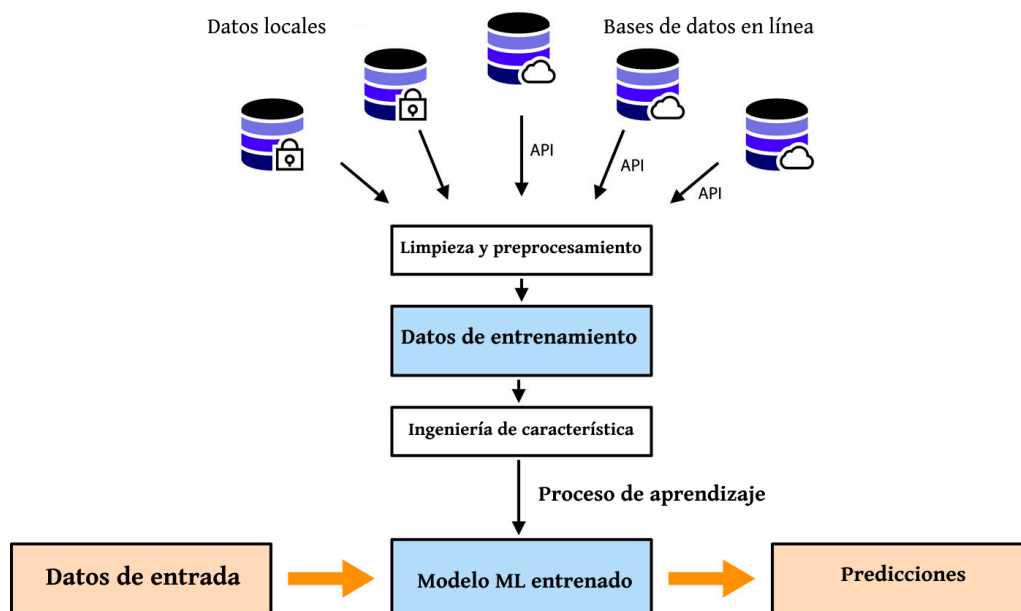 Datos locales
Bases de datos en línea
API
API
API
Limpieza y preprocesamiento
Datos de entrenamiento
Ingeniería de característica
Proceso de aprendizaje
Datos de entrada
Modelo ML entrenado
Predicciones